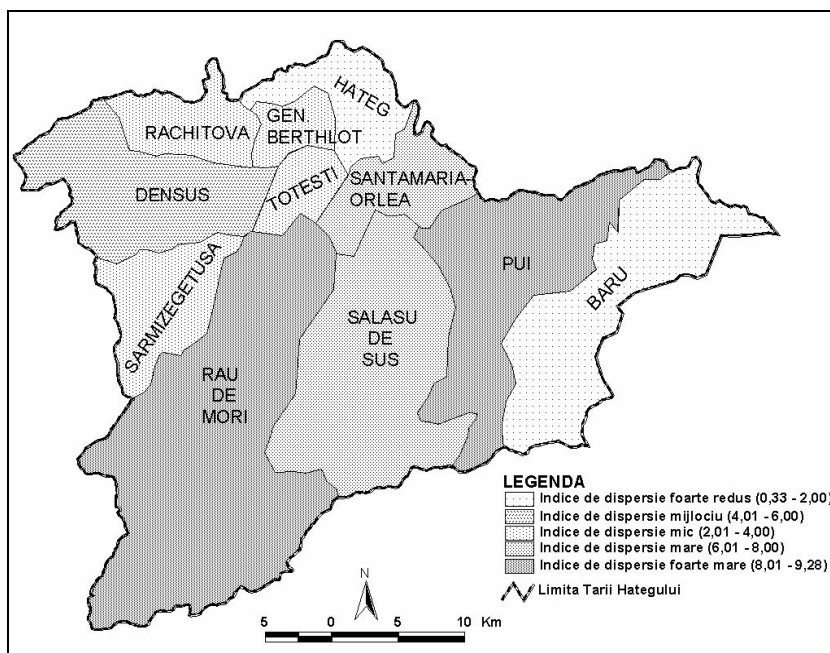 HATEG
GEN.
BERTHLOT
RACHITOVA
DENSUS
TOTESTI
SANTAMARIA-
ORLEA
SARMIZEGETUSA
PUI
BARU
SALASU
DE
SUS
RAU
DE
MORI
LEGENDA
Indice de dispersie foarte redus (0,33 - 2,00)
Indice de dispersie mijlociu (4,01 - 6,00)
Indice de dispersie mic (2,01 - 4,00)
Indice de dispersie mare (6,01 - 8,00)
Indice de dispersie foarte mare (8,01 - 9,28)
Limita Tarii Hategului
N
5 0 5 10 Km